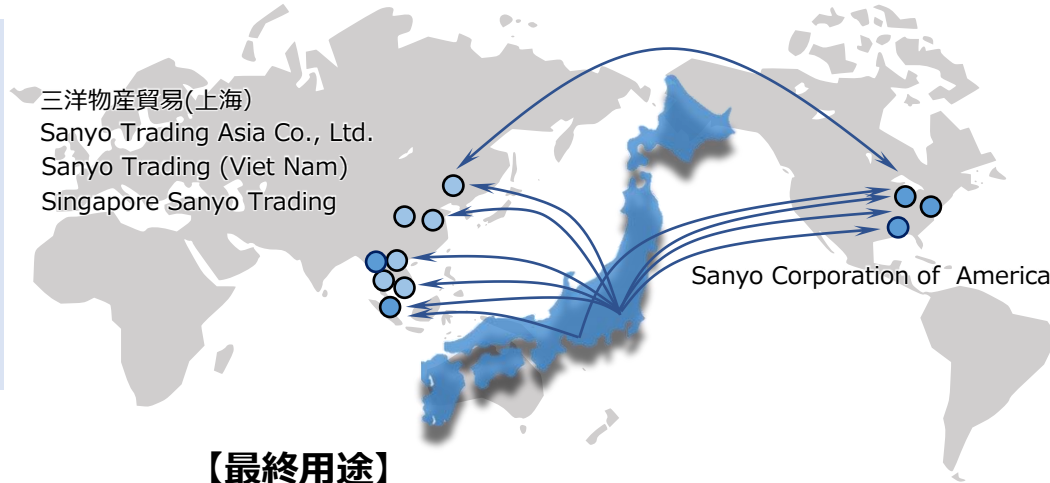 三洋物産貿易(上海）
Sanyo Trading Asia Co., Ltd.
Sanyo Trading (Viet Nam)
Singapore Sanyo Trading
Sanyo Corporation of America
【最終用途】